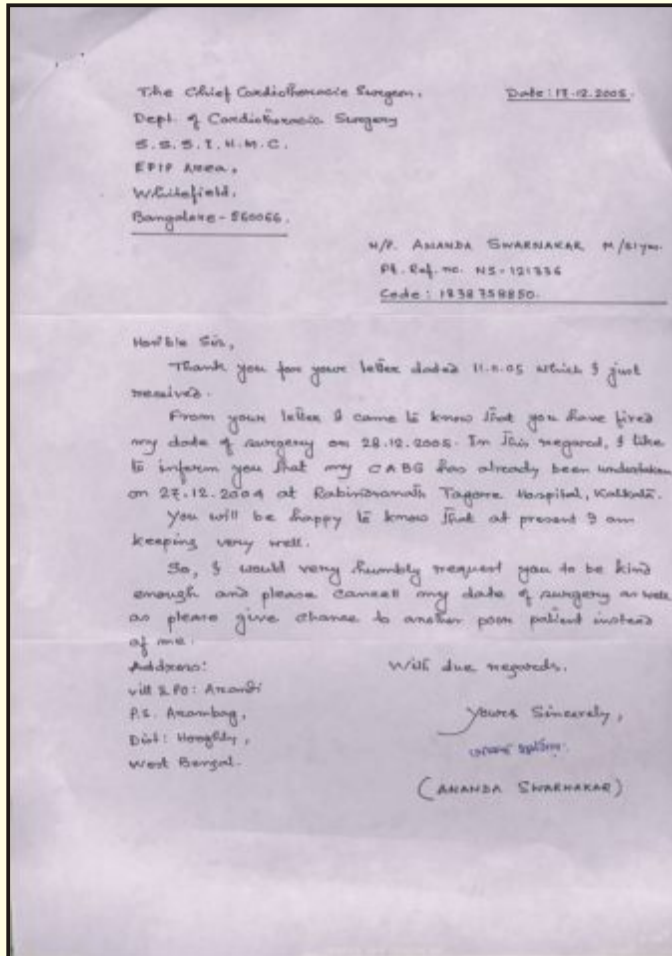 The Chief Cardiothoracic Surgeon,
Date: 17.12.2005.
Dept. of Cardiothoracic Surgery
S.S.S.I.H.M.C.
EPIP Area,
Whitefield,
Bangalore-560066.
N/P. ANANDA SWARNAKAR M/61yrs.
Pt. Ref. no. NS-121336
Code: 1838758850.
Hon'ble Sir,
Thank you for your letter dated 11.11.05 which I just
received.
From your letter I came to know that you have fixed
my date of surgery on 28.12.2005. In this regard, I like
to inform you that my CABG has already been undertaken
on 27.12.2004 at Rabindranath Tagore Hospital, Kolkata.
You will be happy to know that at present I am
keeping very well.
So, I would very humbly request you to be kind
enough and please cancell my date of surgery as well
as please give chance to another poor patient instead
of me.
Address:
With due regards.
Vill & PO: Arandi
P.S. Arambag,
Yours Sincerely,
Dist: Hooghly,
West Bengal.
(ANANDA SWARNAKAR)